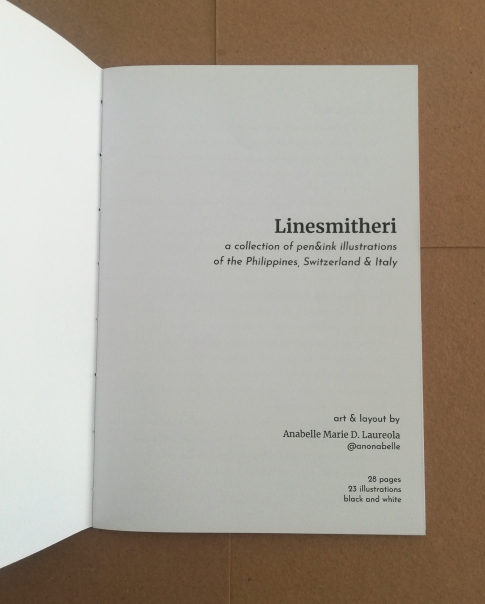 Linesmitheri
a collection of pen&ink illustrations
of the Philippines, Switzerland & Italy
art & layout by
Anabelle Marie D. Laureola
@anonabelle
28 pages
23 illustrations
black and white